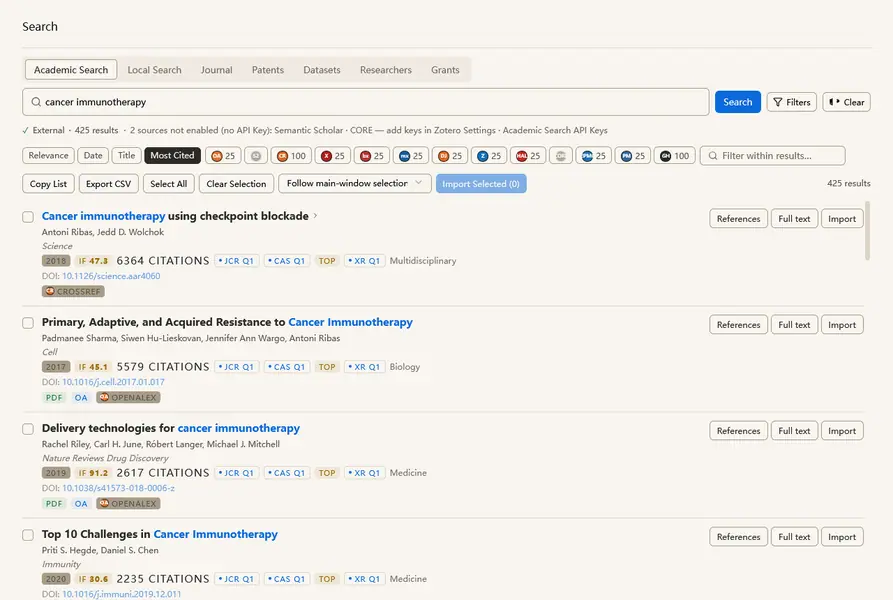 Search
Academic Search Local Search Journal Patents Datasets Researchers Grants
cancer immunotherapy Search Filters Clear
✓ External · 425 results · 2 sources not enabled (no API Key): Semantic Scholar · CORE — add keys in Zotero Settings · Academic Search API Keys
Relevance Date Title Most Cited OA 25 CR 100 X 25 25 25 25 Z 25 HAL 25 25 PM 25 GH 100 Filter within results...
Copy List Export CSV Select All Clear Selection Follow main-window selection Import Selected (0) 425 results
Cancer immunotherapy using checkpoint blockade › References Full text Import
Antoni Ribas, Jedd D. Wolchok
Science
2018 IF 47.3 6364 CITATIONS • JCR Q1 • CAS Q1 TOP • XR Q1 Multidisciplinary
DOI: 10.1126/science.aar4060
CROSSREF
Primary, Adaptive, and Acquired Resistance to Cancer Immunotherapy References Full text Import
Padmanee Sharma, Siwen Hu-Lieskovan, Jennifer Ann Wargo, Antoni Ribas
Cell
2017 IF 45.1 5579 CITATIONS • JCR Q1 • CAS Q1 TOP • XR Q1 Biology
DOI: 10.1016/j.cell.2017.01.017
PDF OA OA OPENALEX
Delivery technologies for cancer immunotherapy References Full text Import
Rachel Riley, Carl H. June, Róbert Langer, Michael J. Mitchell
Nature Reviews Drug Discovery
2019 IF 91.2 2617 CITATIONS • JCR Q1 • CAS Q1 TOP • XR Q1 Medicine
DOI: 10.1038/s41573-018-0006-z
PDF OA OA OPENALEX
Top 10 Challenges in Cancer Immunotherapy References Full text Import
Priti S. Hegde, Daniel S. Chen
Immunity
2020 IF 30.6 2235 CITATIONS • JCR Q1 • CAS Q1 TOP • XR Q1 Medicine
DOI: 10.1016/j.immuni.2019.12.011